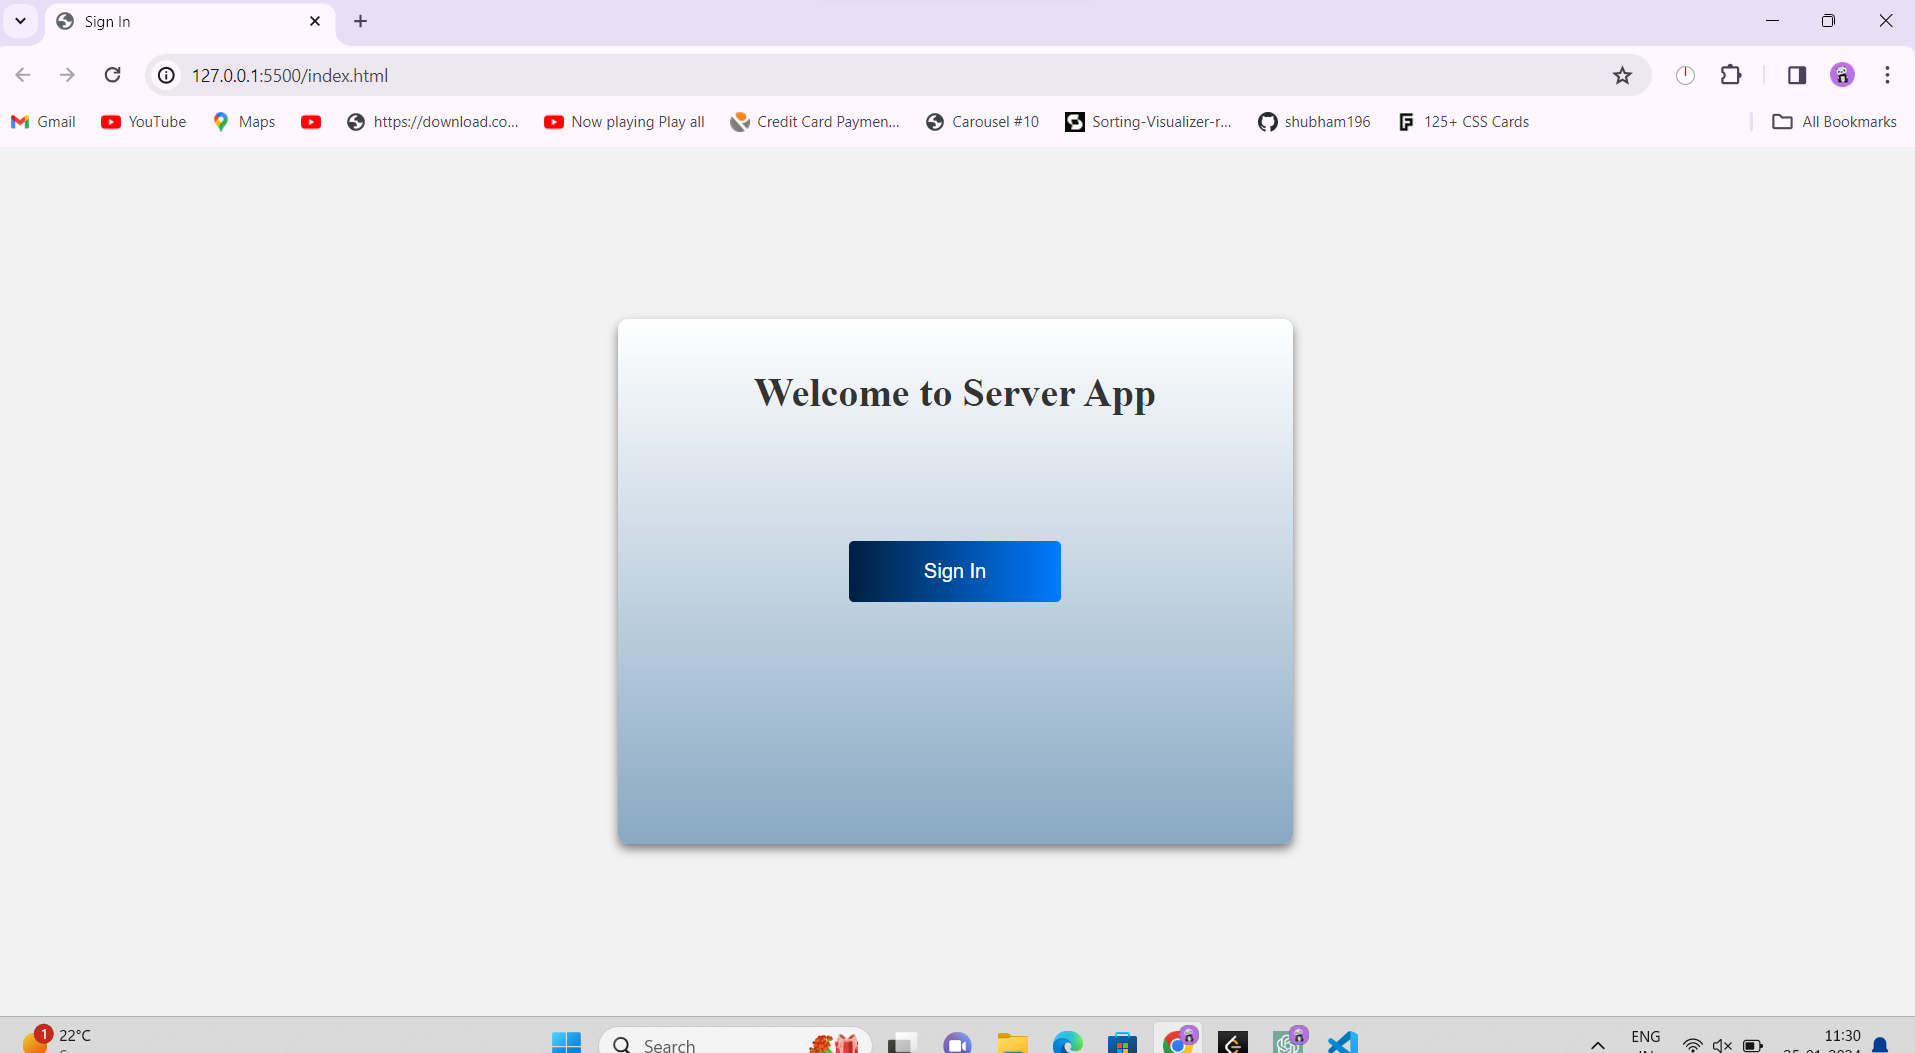 Sign In
127.0.0.1:5500/index.html
Gmail YouTube Maps https://download.co... Now playing Play all Credit Card Paymen... Carousel #10 Sorting-Visualizer-r... shubham196 125+ CSS Cards All Bookmarks
Welcome to Server App
Sign In
1 22°C
Search
ENG
11:30